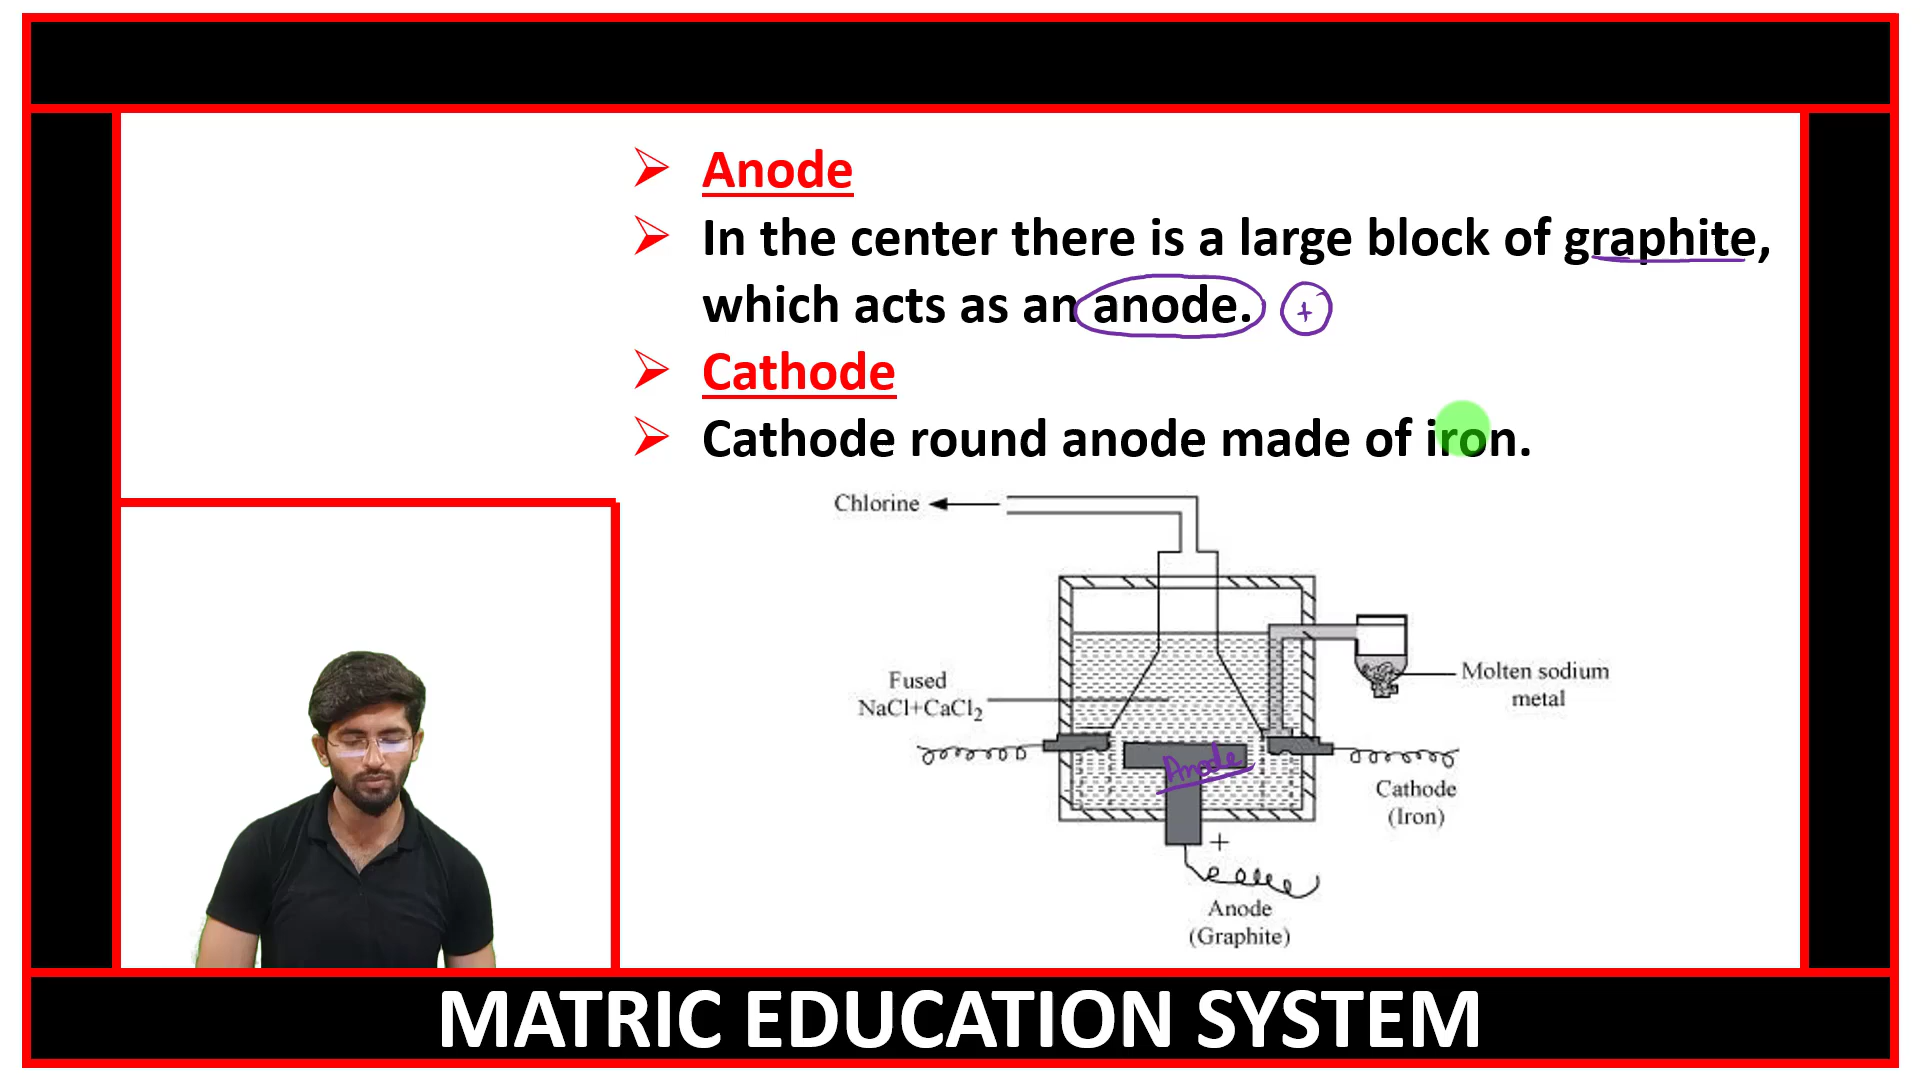 Anode
In the center there is a large block of graphite,
which acts as an anode. +
Cathode
Cathode round anode made of iron.
Chlorine
Fused
NaCl+CaCl₂
Molten sodium
metal
Anode
Cathode
(Iron)
+
Anode
(Graphite)
MATRIC EDUCATION SYSTEM